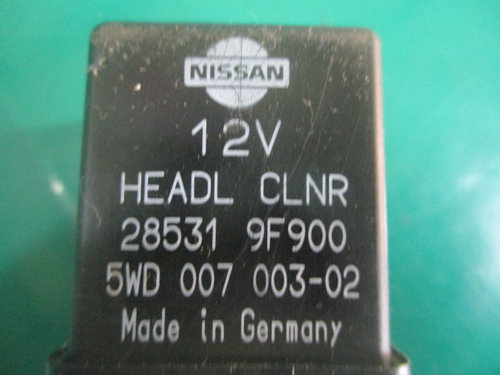 NISSAN
12V
HEADL CLNR
28531 9F900
5WD 007 003-02
Made in Germany